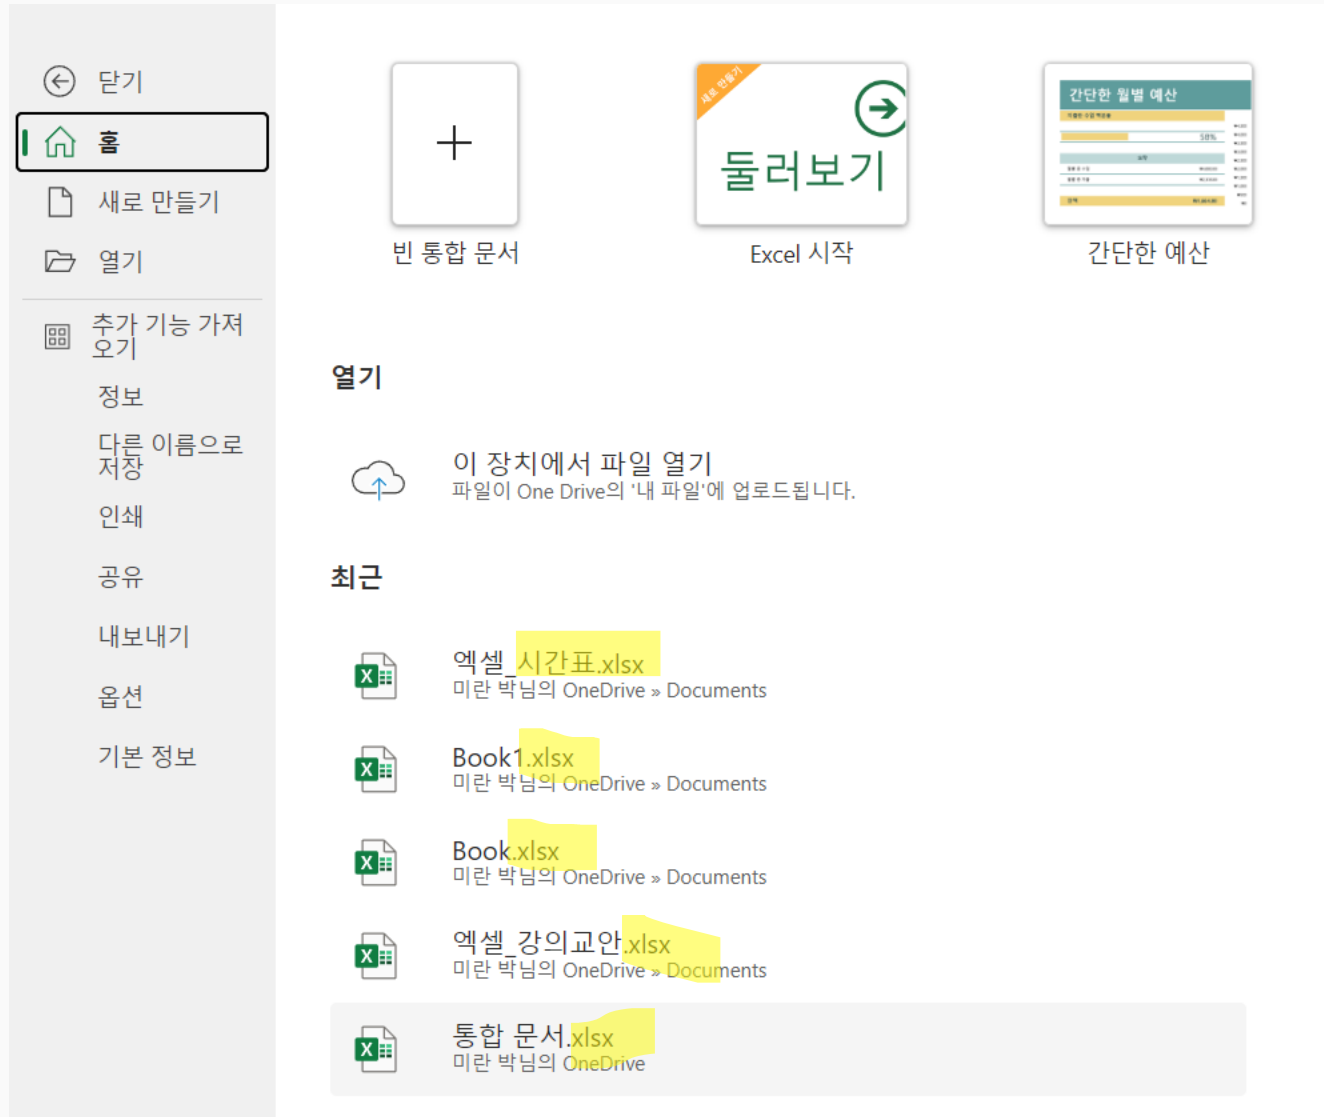 닫기
홈
새로 만들기
열기
추가 기능 가져
오기
정보
다른 이름으로
저장
인쇄
공유
내보내기
옵션
기본 정보
새로 만들기
둘러보기
간단한 월별 예산
58%
빈 통합 문서
Excel 시작
간단한 예산
열기
이 장치에서 파일 열기
파일이 One Drive의 '내 파일'에 업로드됩니다.
최근
엑셀_시간표.xlsx
미란 박님의 OneDrive » Documents
Book1.xlsx
미란 박님의 OneDrive » Documents
Book.xlsx
미란 박님의 OneDrive » Documents
엑셀_강의교안.xlsx
미란 박님의 OneDrive » Documents
통합 문서.xlsx
미란 박님의 OneDrive